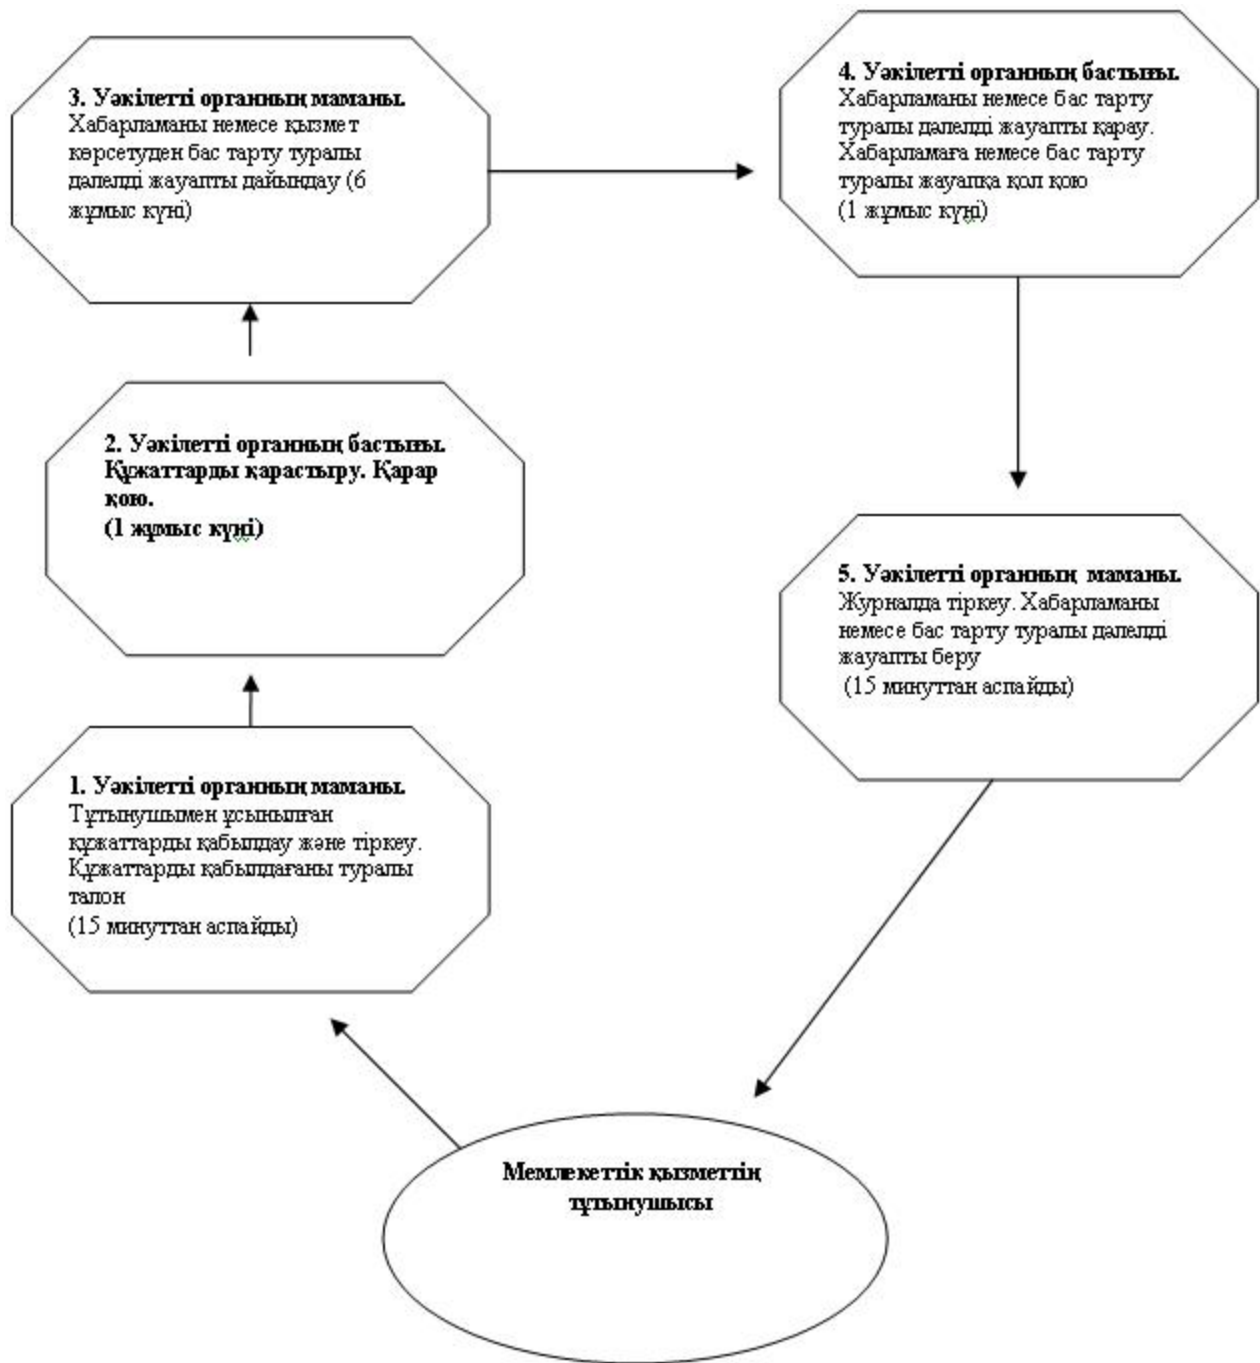 3. Уәкілетті органның маманы.
Хабарламаны немесе қызмет
көрсетуден бас тарту туралы
дәлелді жауапты дайындау (6
жұмыс күні)
4. Уәкілетті органның бастығы.
Хабарламаны немесе бас тарту
туралы дәлелді жауапты қарау.
Хабарламаға немесе бас тарту
туралы жауапқа қол қою
(1 жұмыс күңі)
2. Уәкілетті органның бастығы.
Құжаттарды қарастыру. Қарар
қою.
(1 жұмыс күңі)
5. Уәкілетті органның маманы.
Журналда тіркеу. Хабарламаны
немесе бас тарту туралы дәлелді
жауапты беру
(15 минуттан аспайды)
1. Уәкілетті органның маманы.
Тұтынушымен ұсынылған
құжаттарды қабылдау және тіркеу.
Құжаттарды қабылдағаны туралы
талон
(15 минуттан аспайды)
Мемлекеттік қызметтің
тұтынушысы